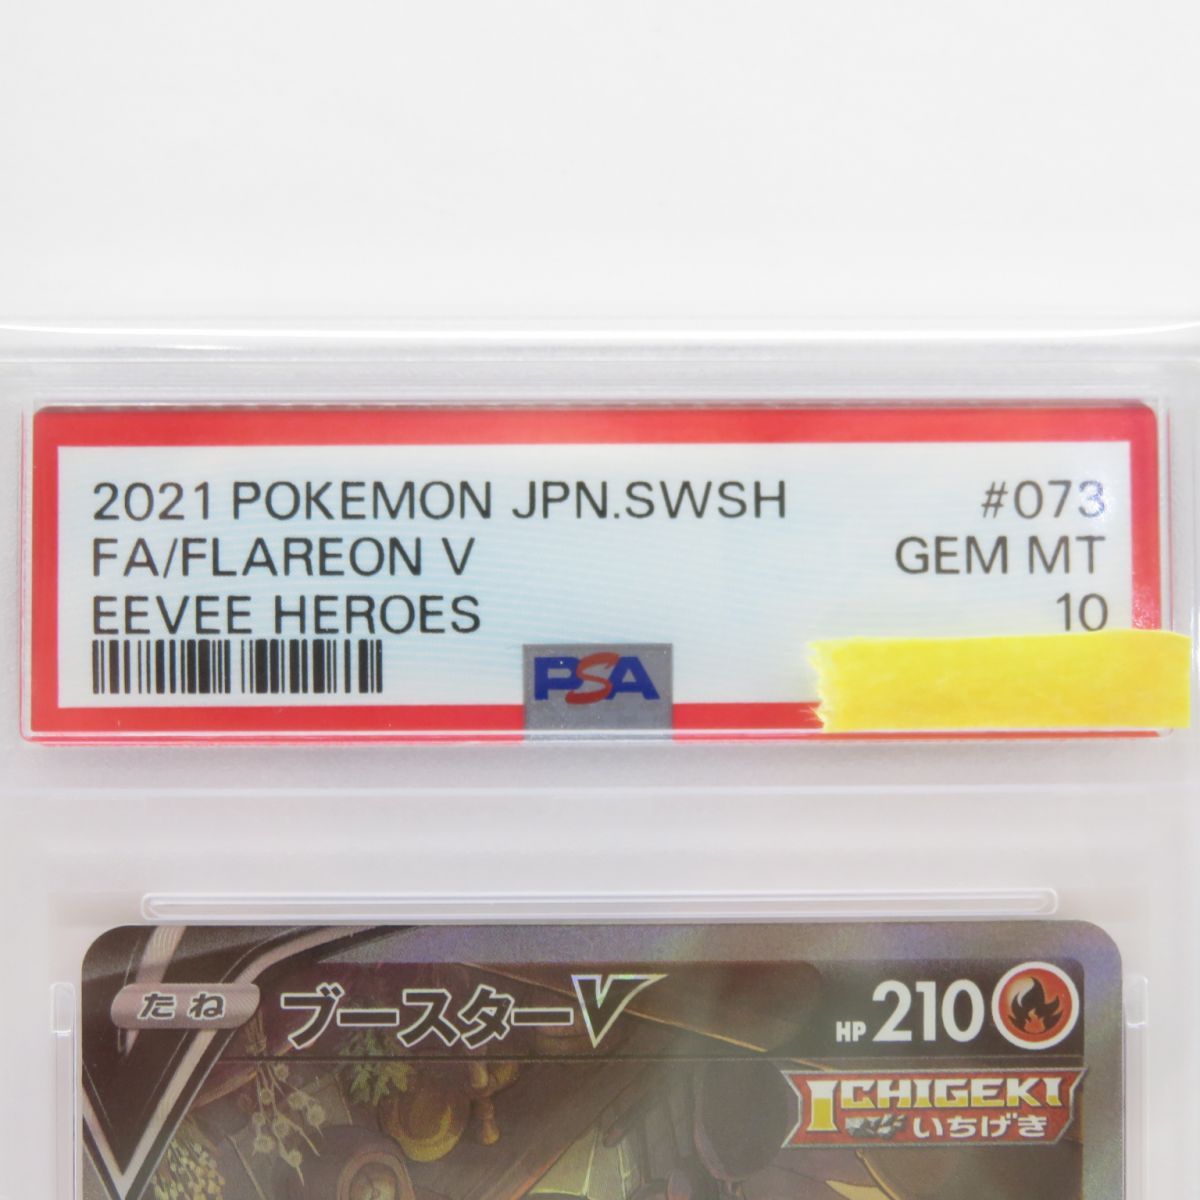 2021 POKEMON JPN.SWSH #073
FA/FLAREON V GEM MT
EEVEE HEROES 10
PSA
たね ブースターV HP 210
ICHIGEKI
いちげき